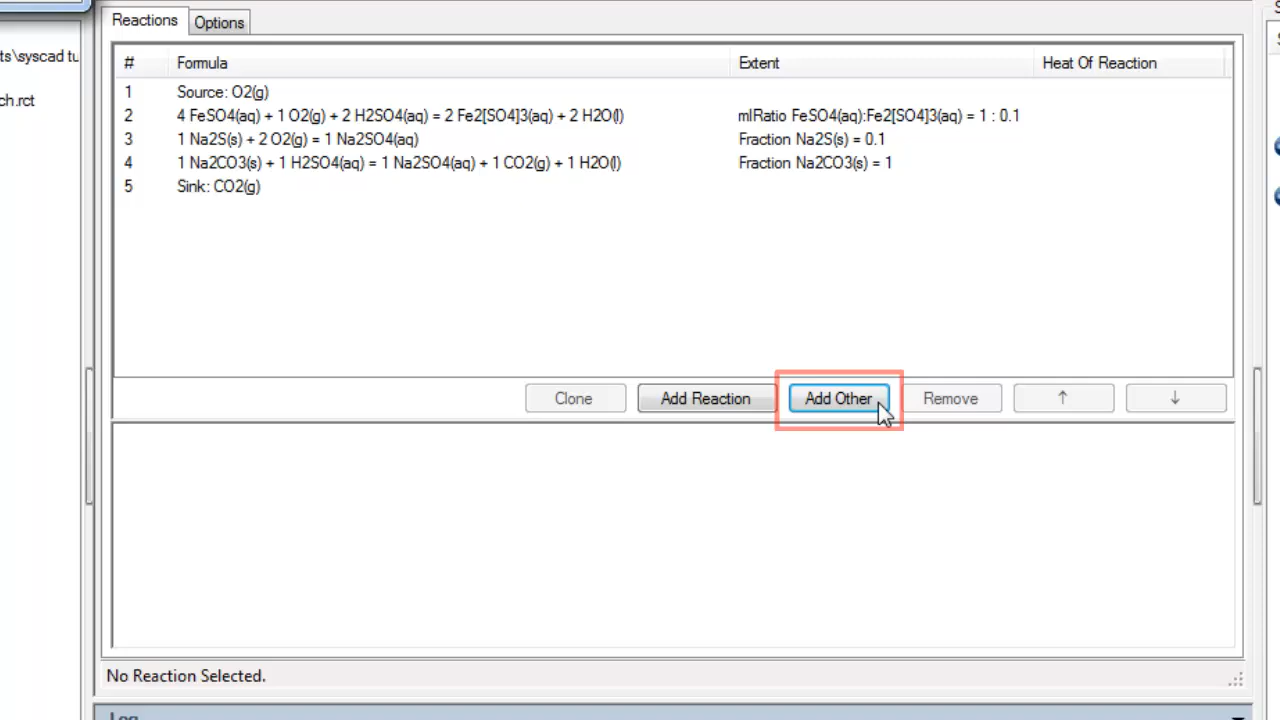 Reactions Options
ts\syscad tu
ch.rct
# Formula Extent Heat Of Reaction
1 Source: O2(g)
2 4 FeSO4(aq) + 1 O2(g) + 2 H2SO4(aq) = 2 Fe2[SO4]3(aq) + 2 H2O(l) mlRatio FeSO4(aq):Fe2[SO4]3(aq) = 1 : 0.1
3 1 Na2S(s) + 2 O2(g) = 1 Na2SO4(aq) Fraction Na2S(s) = 0.1
4 1 Na2CO3(s) + 1 H2SO4(aq) = 1 Na2SO4(aq) + 1 CO2(g) + 1 H2O(l) Fraction Na2CO3(s) = 1
5 Sink: CO2(g)
Clone Add Reaction Add Other Remove ↑ ↓
No Reaction Selected.
Log